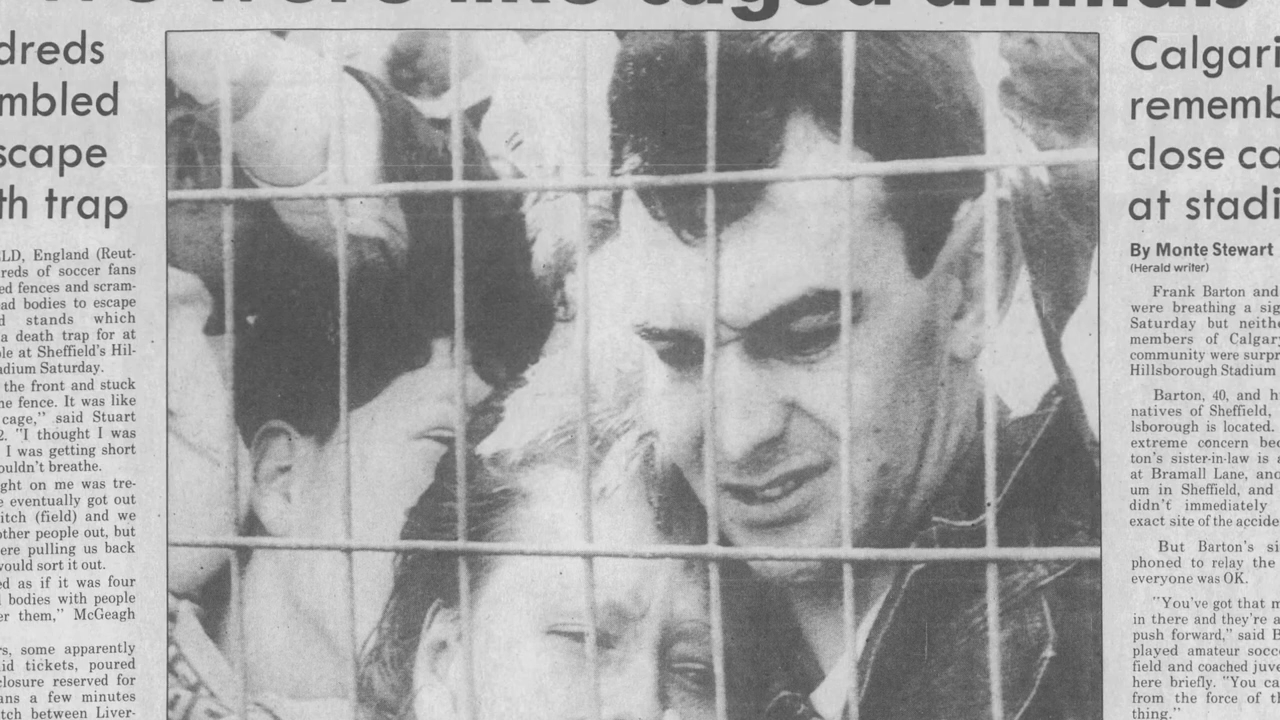 were like caged animals
dreds
mbled
scape
th trap
LD, England (Reut-
reds of soccer fans
ed fences and scram-
ad bodies to escape
d stands which
a death trap for at
le at Sheffield's Hil-
adium Saturday.
the front and stuck
he fence. It was like
cage," said Stuart
2. "I thought I was
I was getting short
ouldn't breathe.
ght on me was tre-
e eventually got out
itch (field) and we
other people out, but
ere pulling us back
would sort it out.
ed as if it was four
l bodies with people
er them," McGeagh
rs, some apparently
id tickets, poured
closure reserved for
ans a few minutes
tch between Liver-
Calgari
rememb
close ca
at stadi
By Monte Stewart
(Herald writer)
Frank Barton and
were breathing a sig
Saturday but neith
members of Calgary
community were surpr
Hillsborough Stadium
Barton, 40, and h
natives of Sheffield,
lsborough is located.
extreme concern bec
ton's sister-in-law is a
at Bramall Lane, ano
um in Sheffield, and
didn't immediately
exact site of the accide
But Barton's si
phoned to relay the
everyone was OK.
"You've got that m
in there and they're a
push forward," said B
played amateur socce
field and coached juve
here briefly. "You ca
from the force of th
thing."